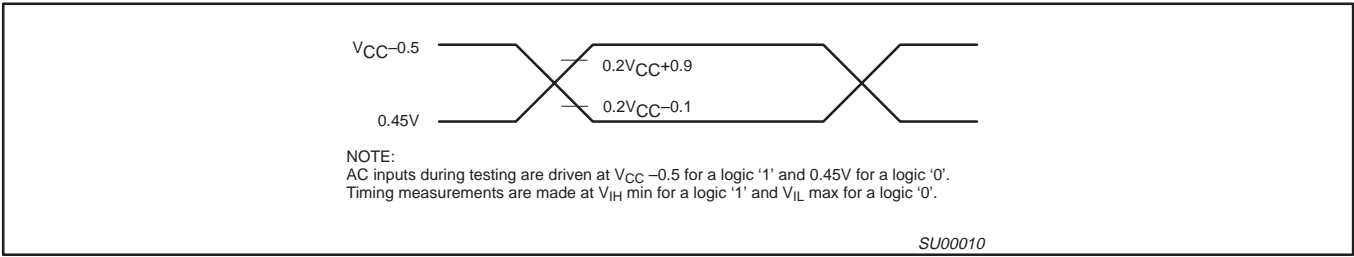 VCC–0.5
0.2VCC+0.9
0.2VCC–0.1
0.45V
NOTE:
AC inputs during testing are driven at VCC –0.5 for a logic ‘1’ and 0.45V for a logic ‘0’.
Timing measurements are made at VIH min for a logic ‘1’ and VIL max for a logic ‘0’.
SU00010